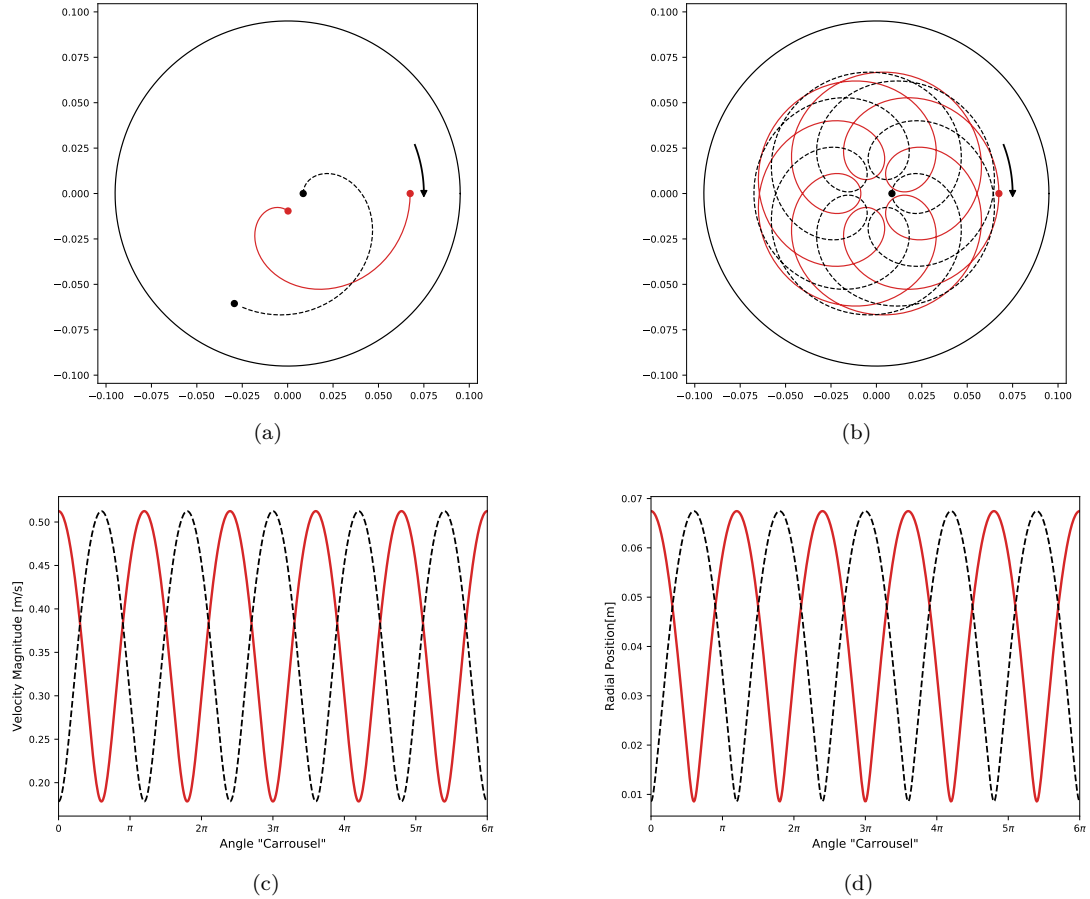 0.100
0.075
0.050
0.025
0.000
−0.025
−0.050
−0.075
−0.100
−0.100 −0.075 −0.050 −0.025 0.000 0.025 0.050 0.075 0.100
(a)
0.100
0.075
0.050
0.025
0.000
−0.025
−0.050
−0.075
−0.100
−0.100 −0.075 −0.050 −0.025 0.000 0.025 0.050 0.075 0.100
(b)
Velocity Magnitude [m/s]
0.50
0.45
0.40
0.35
0.30
0.25
0.20
0 π 2π 3π 4π 5π 6π
Angle "Carrousel"
(c)
Radial Position[m]
0.07
0.06
0.05
0.04
0.03
0.02
0.01
0 π 2π 3π 4π 5π 6π
Angle "Carrousel"
(d)